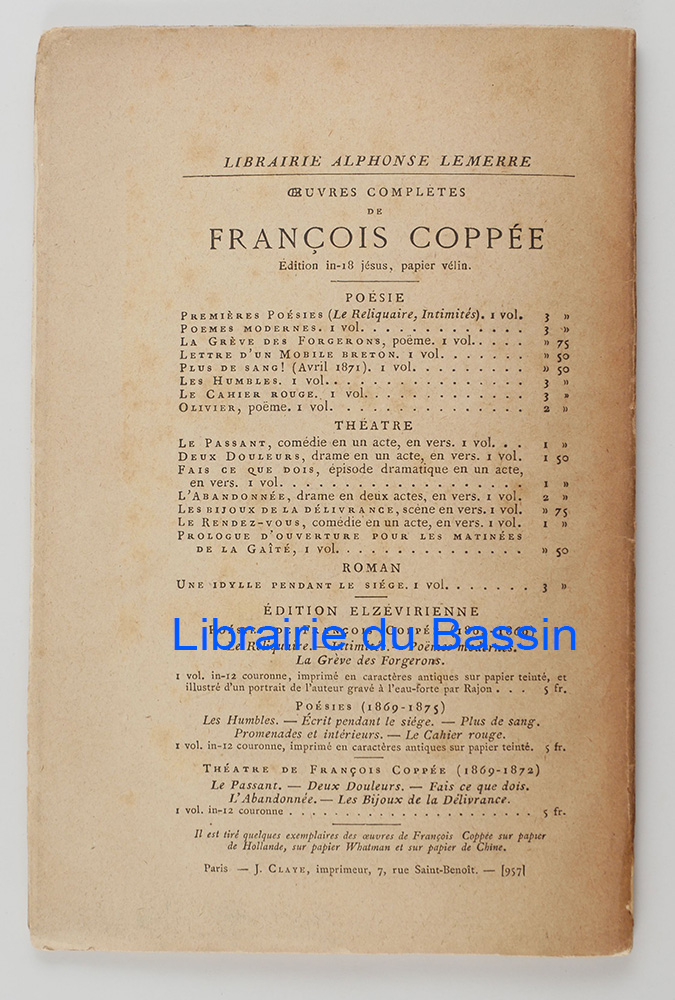 LIBRAIRIE ALPHONSE LEMERRE
ŒUVRES COMPLETES
DE
FRANÇOIS COPPÉE
Édition in-18 jésus, papier vélin.
POÉSIE
PREMIÈRES POÉSIES (Le Reliquaire, Intimités). 1 vol. 3 »
POEMES MODERNES. 1 vol. . . . . . . . . . . . . 3 »
LA GRÈVE DES FORGERONS, poëme. 1 vol. . . . . » 75
LETTRE D'UN MOBILE BRETON. 1 vol. . . . . . . » 50
PLUS DE SANG! (Avril 1871). 1 vol. . . . . . . . . » 50
LES HUMBLES. 1 vol. . . . . . . . . . . . . . . 3 »
LE CAHIER ROUGE. 1 vol. . . . . . . . . . . . . 3 »
OLIVIER, poëme. 1 vol. . . . . . . . . . . . . . 2 »
THÉATRE
LE PASSANT, comédie en un acte, en vers. 1 vol. . . 1 »
DEUX DOULEURS, drame en un acte, en vers. 1 vol. 1 50
FAIS CE QUE DOIS, épisode dramatique en un acte,
en vers. 1 vol. . . . . . . . . . . . . . . . . . 1 »
L'ABANDONNÉE, drame en deux actes, en vers. 1 vol. 2 »
LES BIJOUX DE LA DÉLIVRANCE, scène en vers. 1 vol. » 75
LE RENDEZ-VOUS, comédie en un acte, en vers. 1 vol. 1 »
PROLOGUE D'OUVERTURE POUR LES MATINÉES
DE LA GAÎTÉ, 1 vol. . . . . . . . . . . . . . . » 50
ROMAN
UNE IDYLLE PENDANT LE SIÉGE. 1 vol. . . . . . . 3 »
ÉDITION ELZEVIRIENNE
Librairie du Bassin
La Grève des Forgerons.
1 vol. in-12 couronne, imprimé en caractères antiques sur papier teinté, et
illustré d'un portrait de l'auteur gravé à l'eau-forte par Rajon . . . 5 fr.
POÉSIES (1869-1875)
Les Humbles. — Écrit pendant le siége. — Plus de sang.
Promenades et intérieurs. — Le Cahier rouge.
1 vol. in-12 couronne, imprimé en caractères antiques sur papier teinté. 5 fr.
THÉATRE DE FRANÇOIS COPPÉE (1869-1872)
Le Passant. — Deux Douleurs. — Fais ce que dois.
L'Abandonnée. — Les Bijoux de la Délivrance.
1 vol. in-12 couronne . . . . . . . . . . . . . . . . . . . . . 5 fr.
Il est tiré quelques exemplaires des œuvres de François Coppée sur papier
de Hollande, sur papier Whatman et sur papier de Chine.
Paris — J. CLAYE, imprimeur, 7, rue Saint-Benoît. — [957]